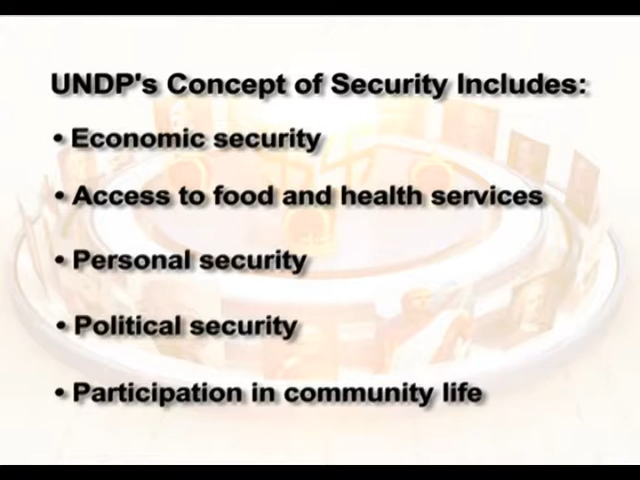 UNDP's Concept of Security Includes:
• Economic security
• Access to food and health services
• Personal security
• Political security
• Participation in community life